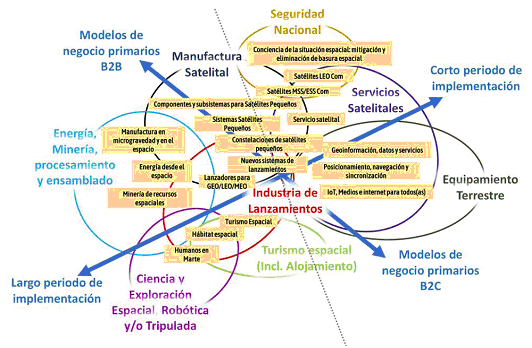 Seguridad
Nacional
Modelos de
negocio primarios
B2B
Manufactura
Satelital
Conciencia de la situación espacial: mitigación y
eliminación de basura espacial
Satélites LEO Com
Satélites MSS/ESS Com
Corto periodo de
implementación
Servicios
Satelitales
Componentes y subsistemas para Satélites Pequeños
Sistemas Satélites
Pequeños
Servicio satelital
Energía,
Minería,
procesamiento
y ensamblado
Manufactura en
microgravedad y en el
espacio
Constelaciones de satélites
pequeños
Geoinformación, datos y servicios
Energía desde el
espacio
Nuevos sistemas de
lanzamientos
Posicionamiento, navegación y
sincronización
Lanzadores para
GEO/LEO/MEO
Equipamiento
Terrestre
Minería de recursos
espaciales
Industria de
Lanzamientos
IoT, Medios e internet para todos(as)
Turismo Espacial
Hábitat espacial
Humanos en
Marte
Turismo espacial
(Incl. Alojamiento)
Modelos de
negocio primarios
B2C
Largo periodo de
implementación
Ciencia y
Exploración
Espacial, Robótica
y/o Tripulada